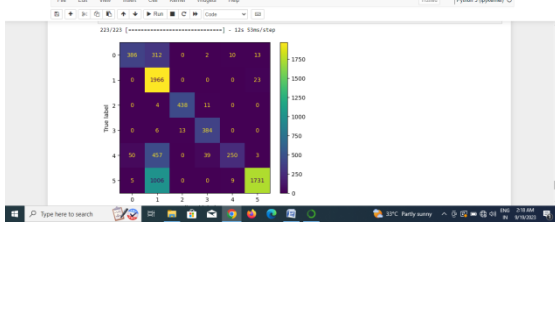 File Edit View Insert Cell Kernel Widgets Help
Run Code
223/223 [==============================] - 12s 53ms/step
0 366 312 0 2 10 13
1 0 1966 0 0 0 23
2 0 4 438 11 0 0
3 0 6 13 384 0 0
4 50 457 0 39 250 3
5 5 1006 0 0 9 1731
0 1 2 3 4 5
True label
1750
1500
1250
1000
750
500
250
0
Type here to search
33°C Partly sunny
ENG
IN
2:18 AM
9/19/2023